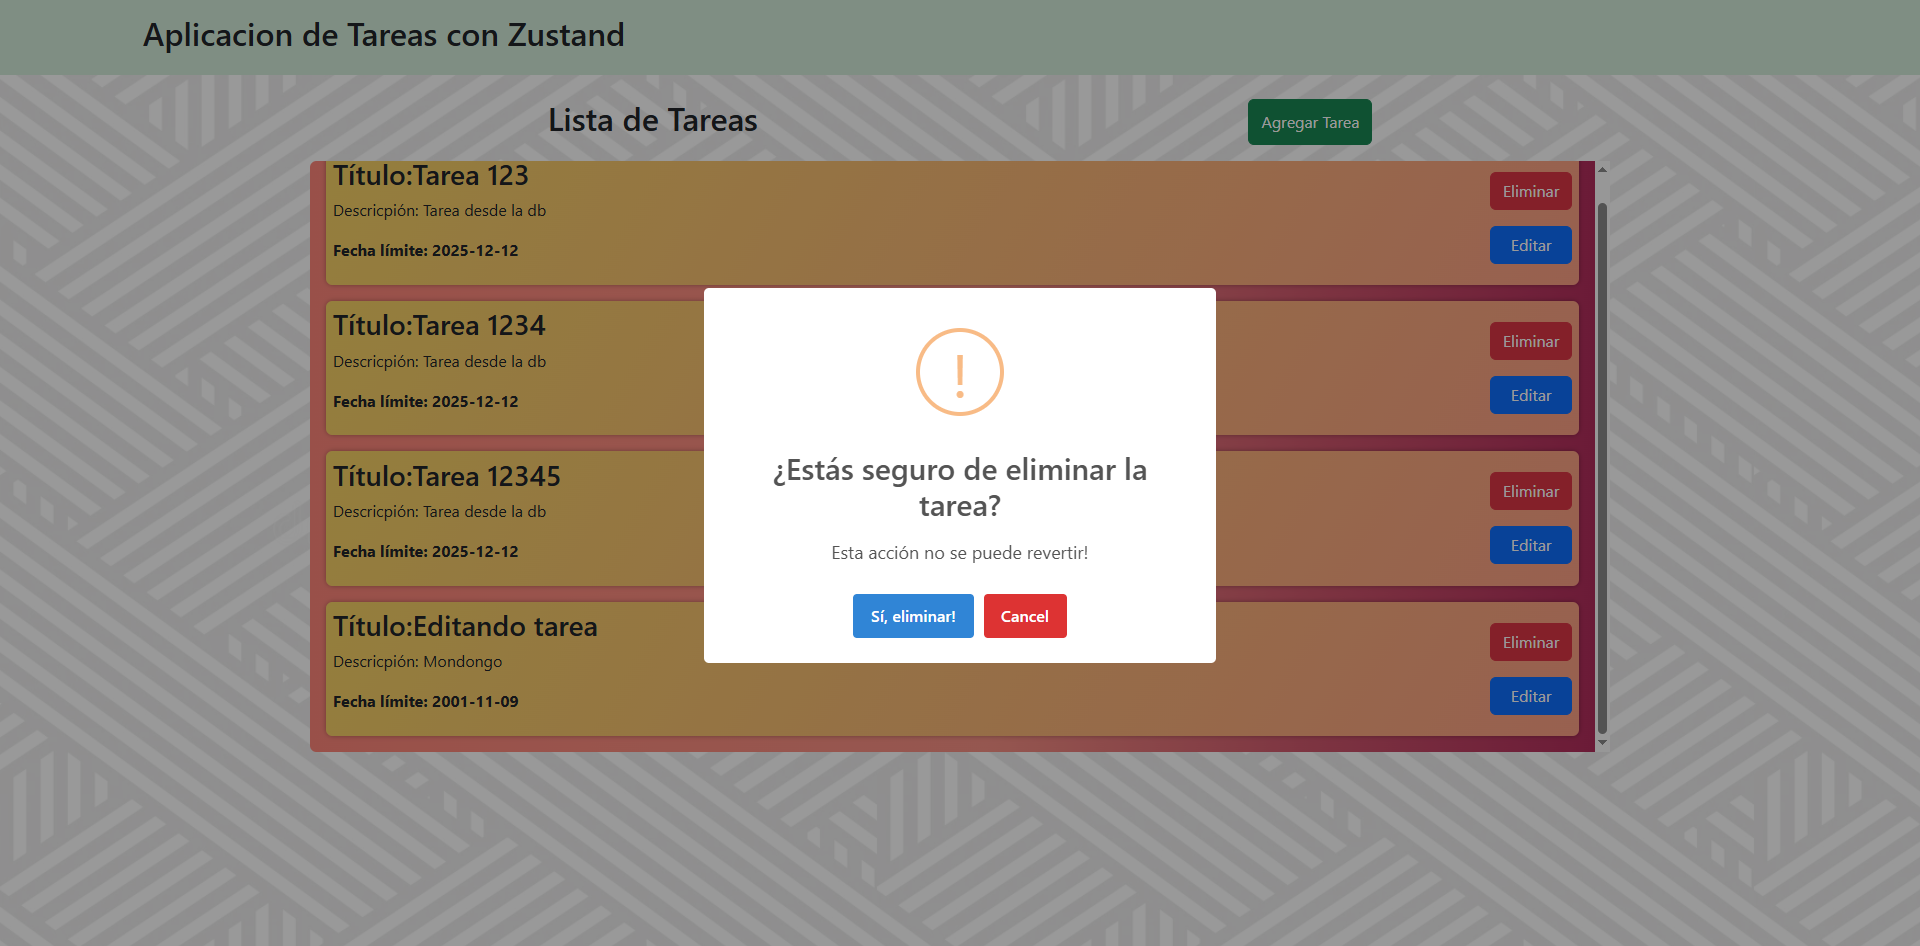 Aplicacion de Tareas con Zustand
Lista de Tareas
Agregar Tarea
Título:Tarea 123
Descricpión: Tarea desde la db
Fecha límite: 2025-12-12
Eliminar
Editar
Título:Tarea 1234
Descricpión: Tarea desde la db
Fecha límite: 2025-12-12
Eliminar
Editar
Título:Tarea 12345
Descricpión: Tarea desde la db
Fecha límite: 2025-12-12
Eliminar
Editar
Título:Editando tarea
Descricpión: Mondongo
Fecha límite: 2001-11-09
Eliminar
Editar
¿Estás seguro de eliminar la
tarea?
Esta acción no se puede revertir!
Sí, eliminar!
Cancel